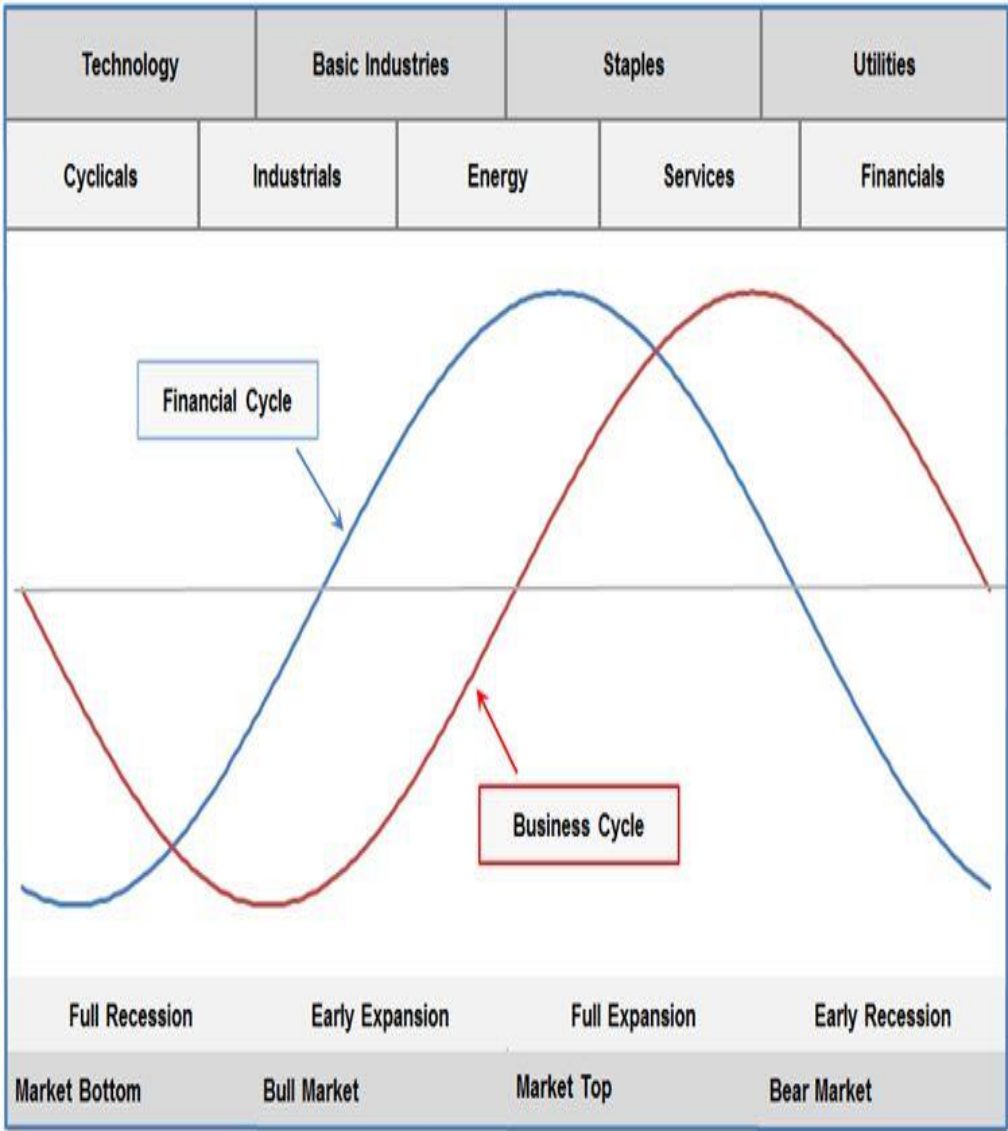 Technology Basic Industries Staples Utilities
Cyclicals Industrials Energy Services Financials
Financial Cycle
Business Cycle
Full Recession Early Expansion Full Expansion Early Recession
Market Bottom Bull Market Market Top Bear Market